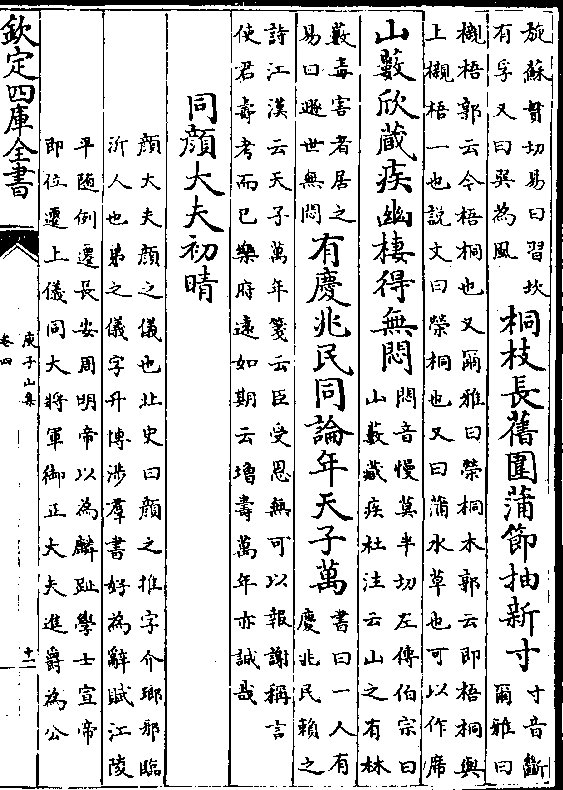 旋蘇貫切易曰習坎
有孚又曰巽為風
桐枝長舊圍蒲節抽新寸
寸音斷
爾雅曰
櫬梧郭云今梧桐也又爾雅曰榮桐木郭云即梧桐與
上櫬梧一也説文曰榮桐也又曰蒲水草也可以作席
山藪欣藏疾幽棲得無悶
悶音慢莫半切左傳伯宗曰
山藪藏疾杜注云山之有林
藪毒害者居之
易曰遯世無悶
有慶兆民同論年天子萬
書曰一人有
慶兆民賴之
詩江漢云天子萬年箋云臣受恩無可以報謝稱言
使君壽考而已樂府遠如期云增壽萬年亦誠哉
同顔大夫初晴
顔大夫顔之儀也北史曰顔之推字介瑯邪臨
沂人也弟之儀字升博涉羣書好為辭賦江陵
平随例遷長安周明帝以為麟趾學士宣帝
即位遷上儀同大將軍御正大夫進爵為公
欽定四庫全書
庾子山集
卷四
十一